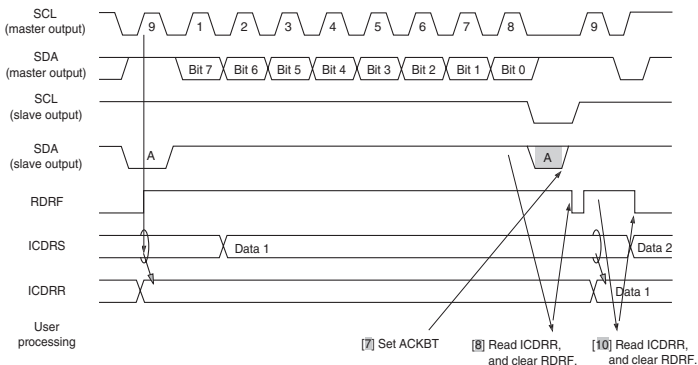 SCL
(master output)
9 1 2 3 4 5 6 7 8 9
SDA
(master output)
Bit 7 Bit 6 Bit 5 Bit 4 Bit 3 Bit 2 Bit 1 Bit 0
SCL
(slave output)
SDA
(slave output)
A A
RDRF
ICDRS
Data 1 Data 2
ICDRR
Data 1
User
processing
[7] Set ACKBT
[8] Read ICDRR,
and clear RDRF.
[10] Read ICDRR,
and clear RDRF.